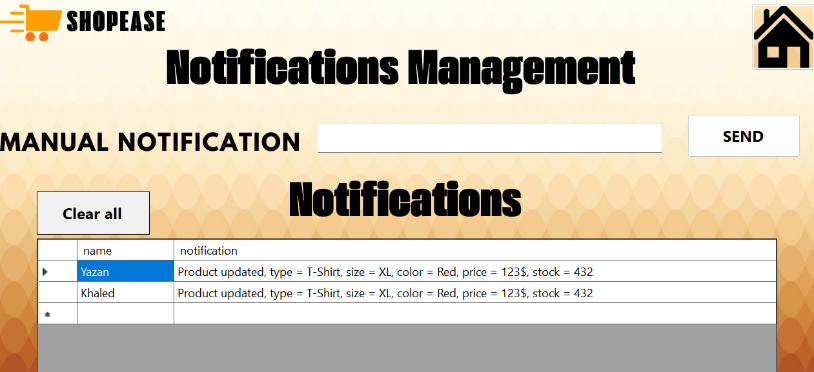 SHOPEASE
Notifications Management
MANUAL NOTIFICATION SEND
Notifications
Clear all
name notification
Yazan Product updated, type = T-Shirt, size = XL, color = Red, price = 123$, stock = 432
Khaled Product updated, type = T-Shirt, size = XL, color = Red, price = 123$, stock = 432